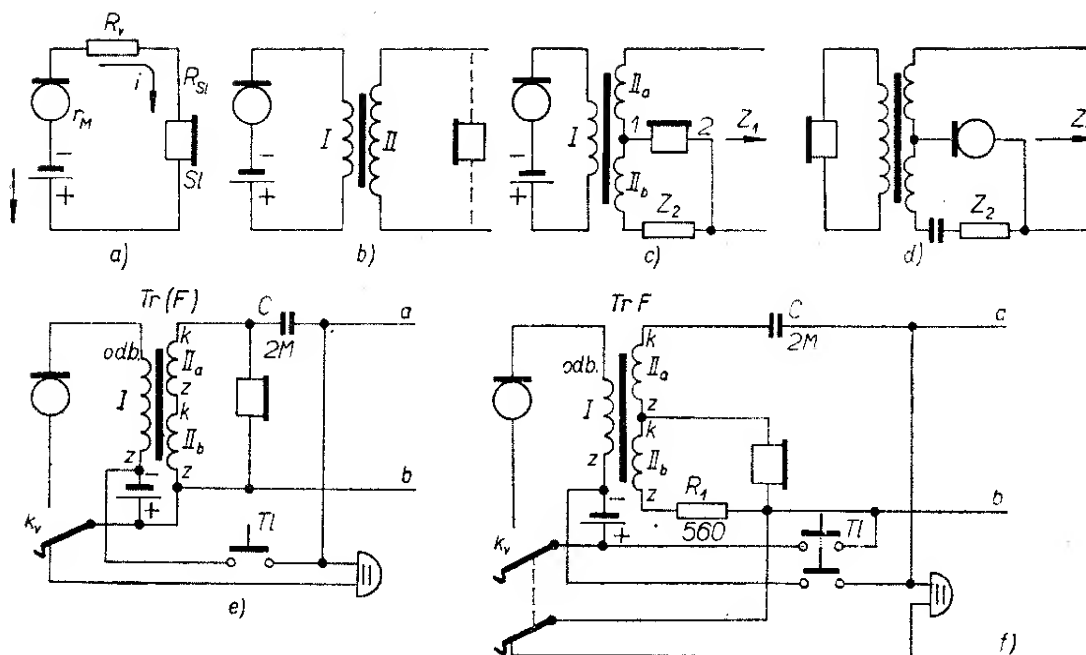 R_v
i
R_Sl
r_M
−
+
Sl
a)
I
II
−
+
b)
I
II_a
1
2
Z_1
II_b
−
+
Z_2
c)
Z_2
d)
Tr (F)
C
2M
a
odb.
k
II_a
z
I
k
II_b
z
z
−
+
b
k_v
Tl
e)
Tr F
C
2M
a
odb.
k
II_a
z
I
k
II_b
z
z
−
+
R_1
560
b
Tl
k_v
f)